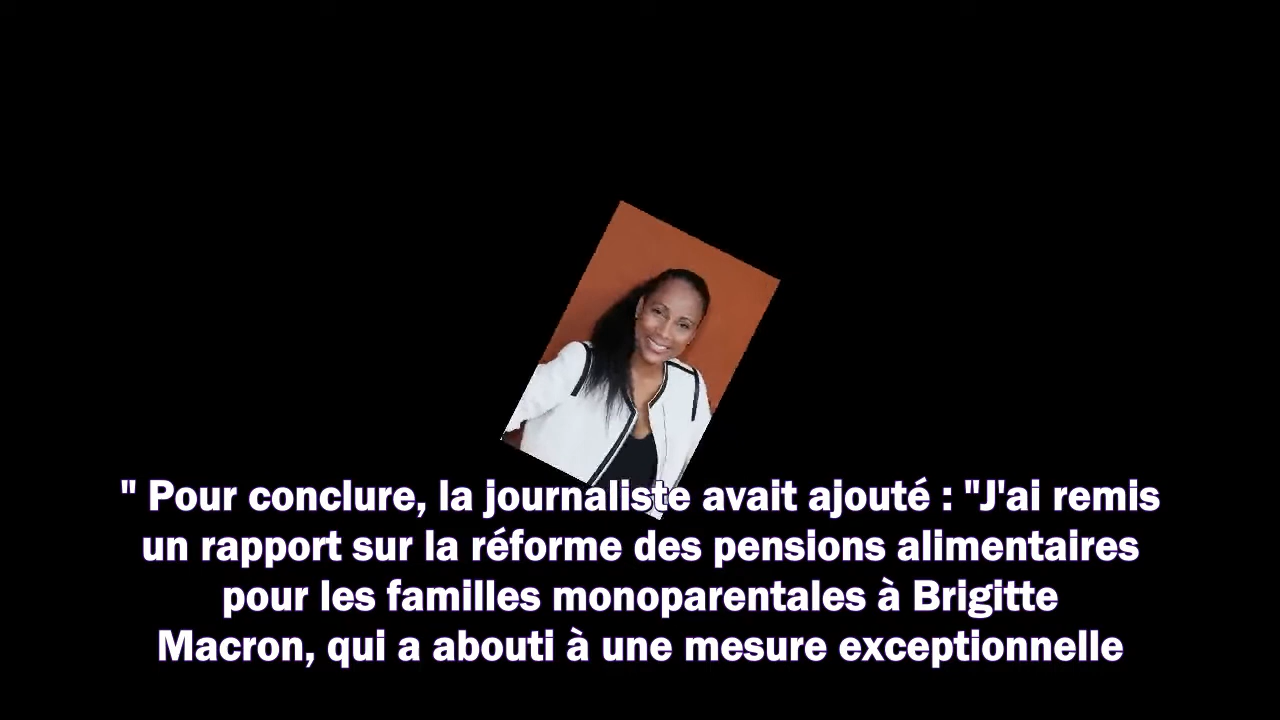 " Pour conclure, la journaliste avait ajouté : "J'ai remis
un rapport sur la réforme des pensions alimentaires
pour les familles monoparentales à Brigitte
Macron, qui a abouti à une mesure exceptionnelle